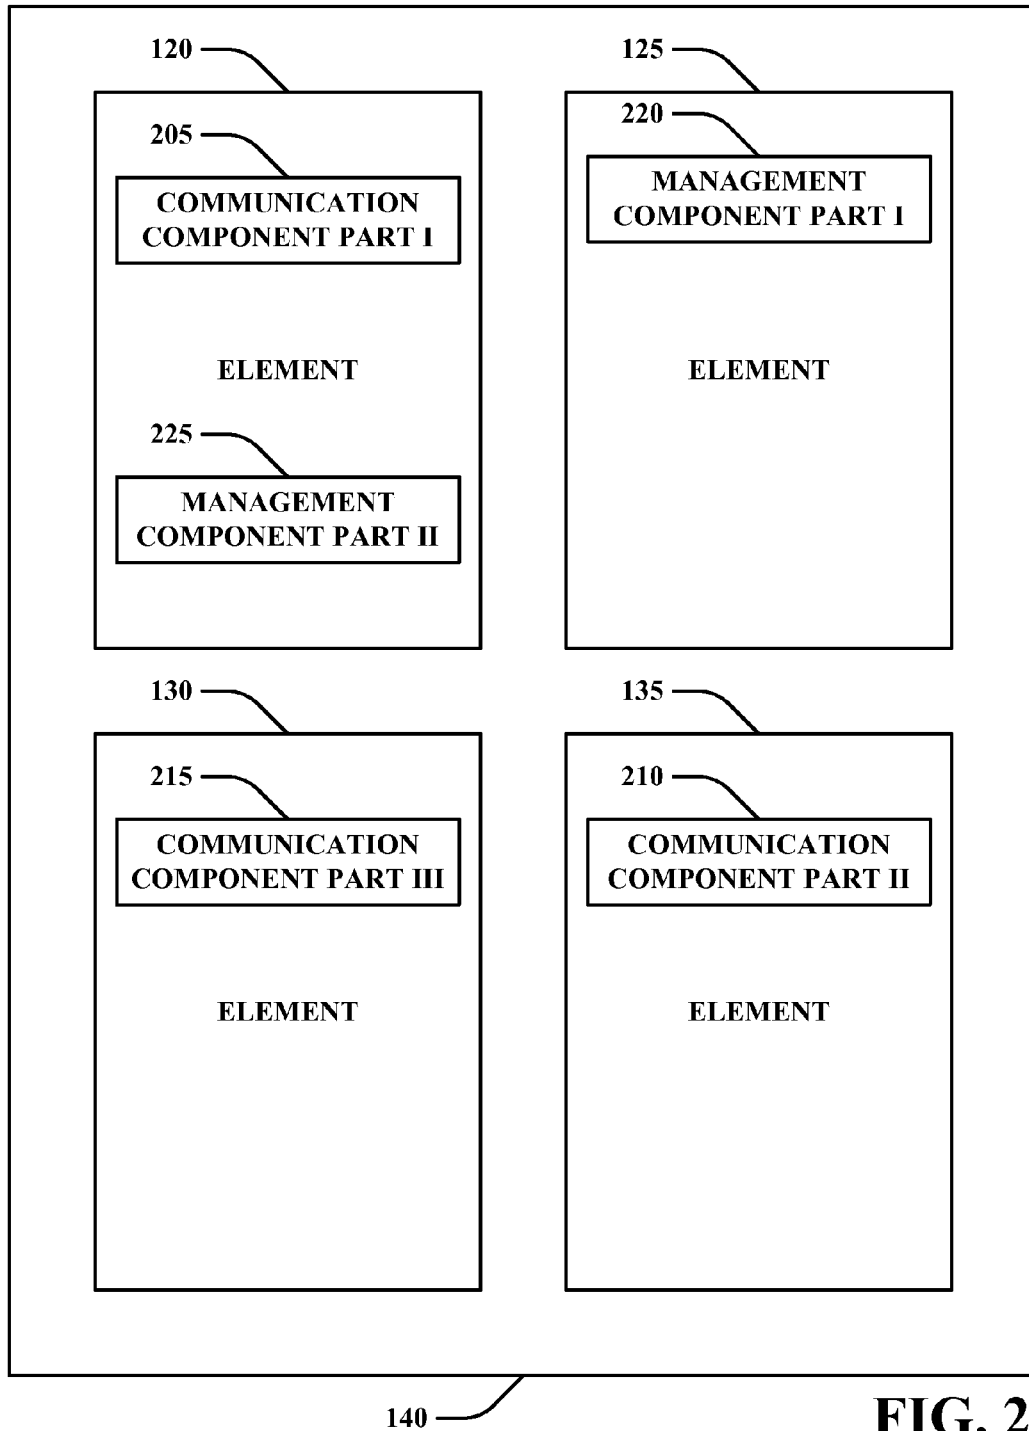 120
125
205
220
COMMUNICATION
COMPONENT PART I
MANAGEMENT
COMPONENT PART I
ELEMENT
ELEMENT
225
MANAGEMENT
COMPONENT PART II
130
135
215
210
COMMUNICATION
COMPONENT PART III
COMMUNICATION
COMPONENT PART II
ELEMENT
ELEMENT
140
FIG. 2